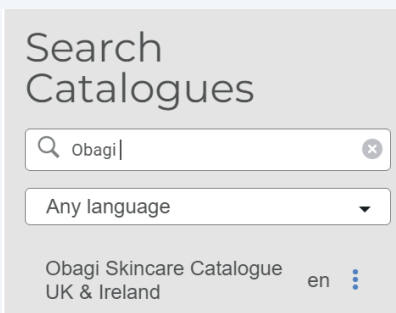 Search
Catalogues
Obagi
Any language
Obagi Skincare Catalogue
UK & Ireland
en